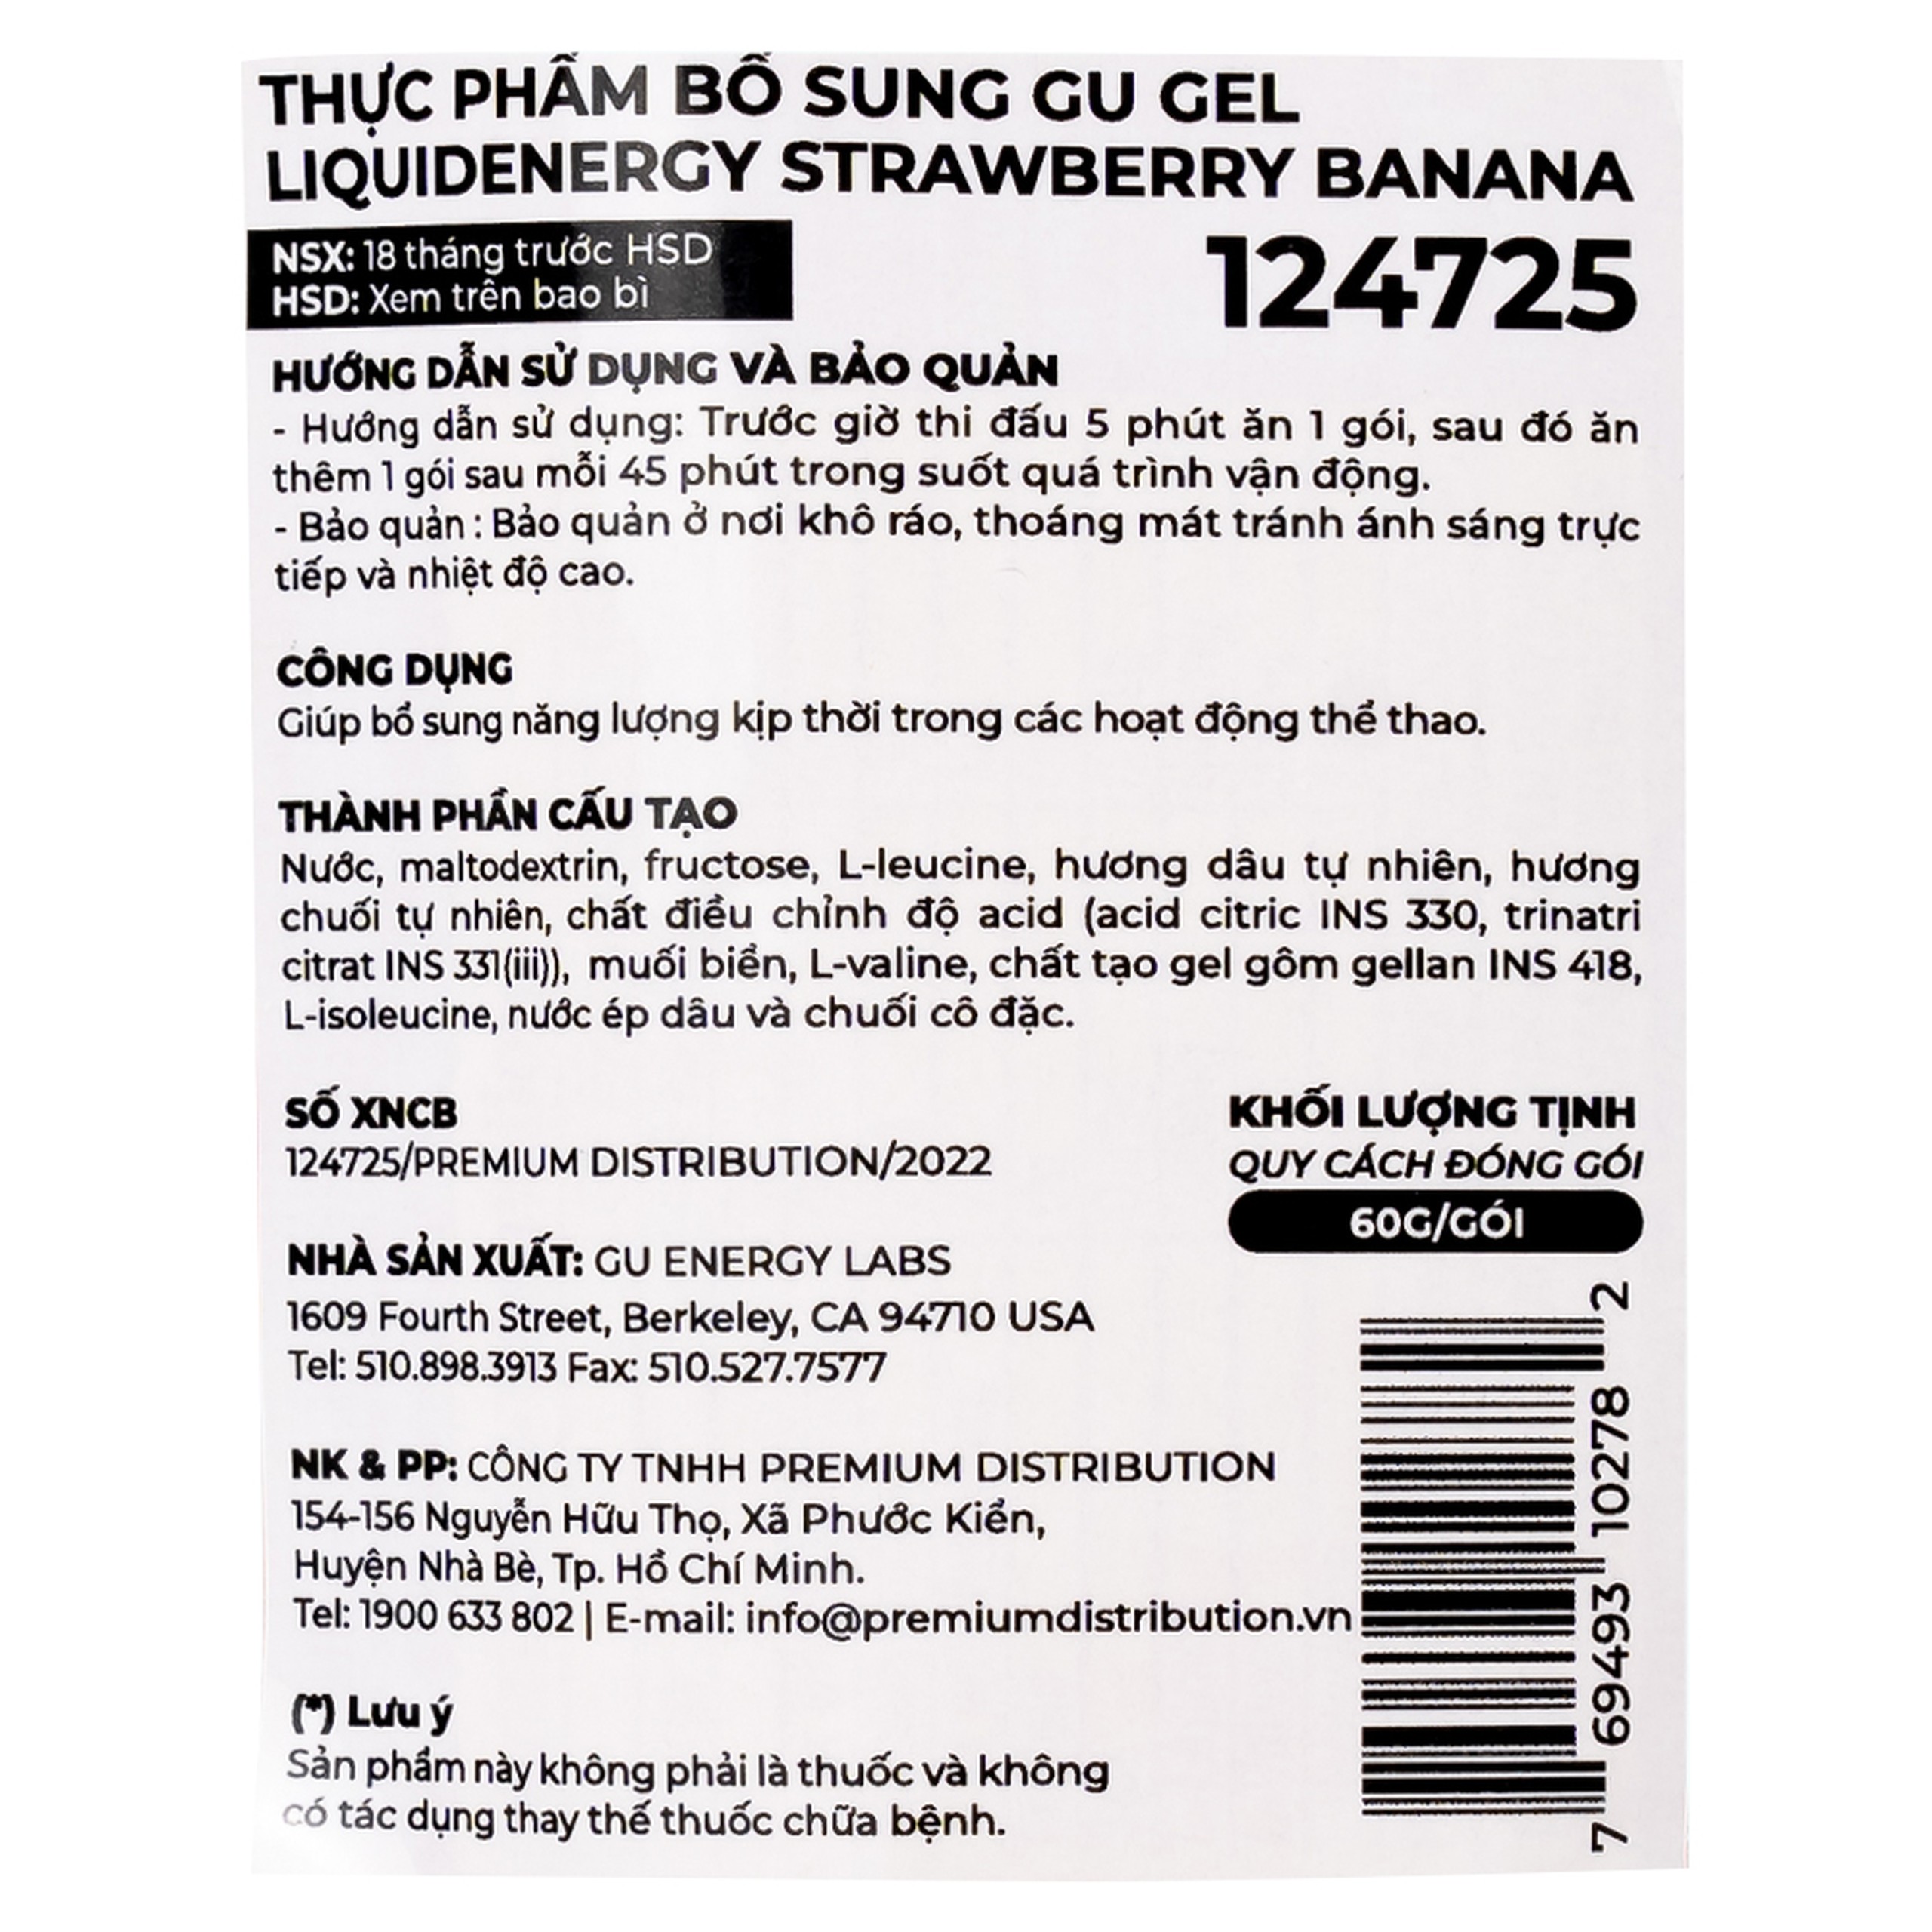 THỰC PHẨM BỔ SUNG GU GEL
LIQUIDENERGY STRAWBERRY BANANA
NSX: 18 tháng trước HSD
HSD: Xem trên bao bì
124725
HƯỚNG DẪN SỬ DỤNG VÀ BẢO QUẢN
- Hướng dẫn sử dụng: Trước giờ thi đấu 5 phút ăn 1 gói, sau đó ăn
thêm 1 gói sau mỗi 45 phút trong suốt quá trình vận động.
- Bảo quản : Bảo quản ở nơi khô ráo, thoáng mát tránh ánh sáng trực
tiếp và nhiệt độ cao.
CÔNG DỤNG
Giúp bổ sung năng lượng kịp thời trong các hoạt động thể thao.
THÀNH PHẦN CẤU TẠO
Nước, maltodextrin, fructose, L-leucine, hương dâu tự nhiên, hương
chuối tự nhiên, chất điều chỉnh độ acid (acid citric INS 330, trinatri
citrat INS 331(iii)), muối biển, L-valine, chất tạo gel gôm gellan INS 418,
L-isoleucine, nước ép dâu và chuối cô đặc.
SỐ XNCB
124725/PREMIUM DISTRIBUTION/2022
KHỐI LƯỢNG TỊNH
QUY CÁCH ĐÓNG GÓI
60G/GÓI
NHÀ SẢN XUẤT: GU ENERGY LABS
1609 Fourth Street, Berkeley, CA 94710 USA
Tel: 510.898.3913 Fax: 510.527.7577
NK & PP: CÔNG TY TNHH PREMIUM DISTRIBUTION
154-156 Nguyễn Hữu Thọ, Xã Phước Kiển,
Huyện Nhà Bè, Tp. Hồ Chí Minh.
Tel: 1900 633 802 | E-mail: info@premiumdistribution.vn
(*) Lưu ý
Sản phẩm này không phải là thuốc và không
có tác dụng thay thế thuốc chữa bệnh.
7 69493 10278 2